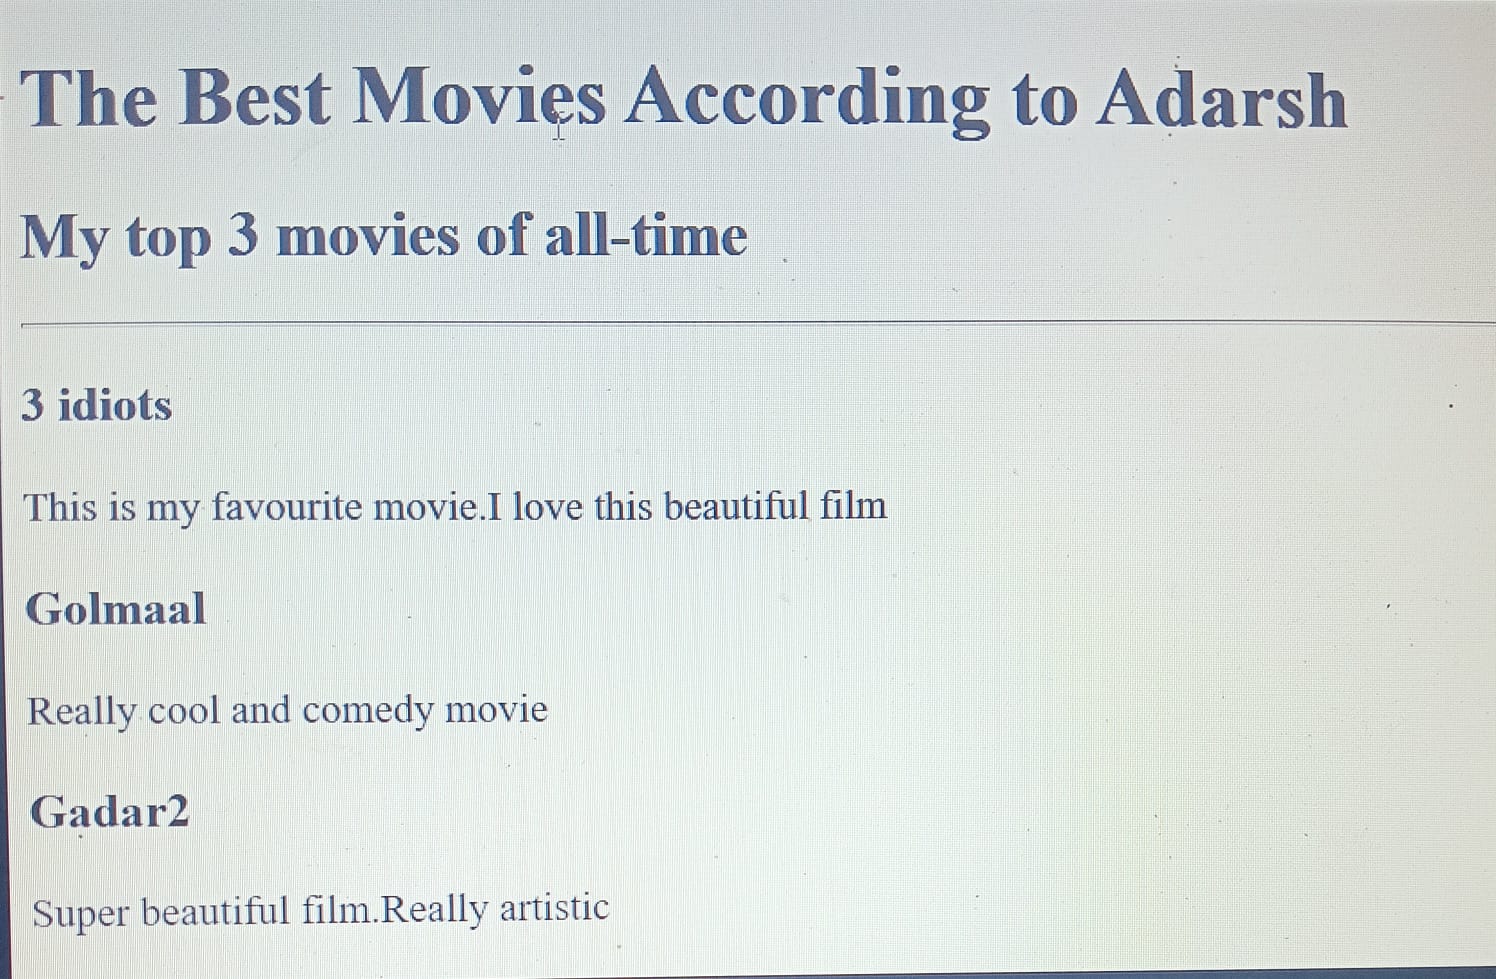 The Best Movies According to Adarsh
My top 3 movies of all-time
3 idiots
This is my favourite movie.I love this beautiful film
Golmaal
Really cool and comedy movie
Gadar2
Super beautiful film.Really artistic